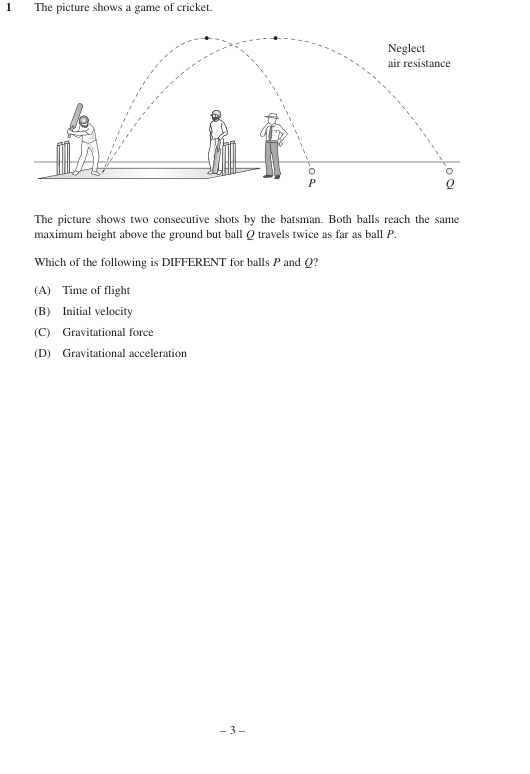 1 The picture shows a game of cricket.
Neglect
air resistance
P
Q
The picture shows two consecutive shots by the batsman. Both balls reach the same
maximum height above the ground but ball Q travels twice as far as ball P.
Which of the following is DIFFERENT for balls P and Q?
(A) Time of flight
(B) Initial velocity
(C) Gravitational force
(D) Gravitational acceleration
– 3 –